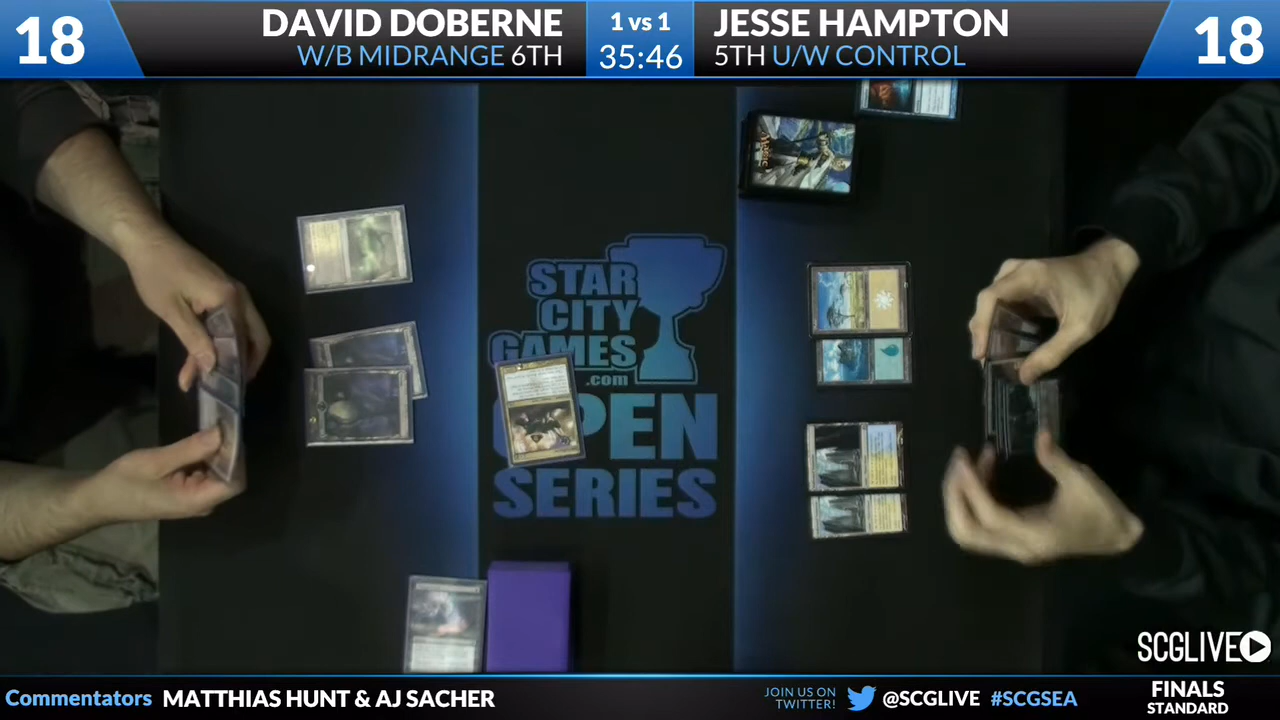 18
DAVID DOBERNE
W/B MIDRANGE 6TH
1 vs 1
35:46
JESSE HAMPTON
5TH U/W CONTROL
18
STAR
CITY
GAMES
.com
OPEN
SERIES
SCGLIVE
Commentators MATTHIAS HUNT & AJ SACHER
JOIN US ON
TWITTER!
@SCGLIVE #SCGSEA
FINALS
STANDARD